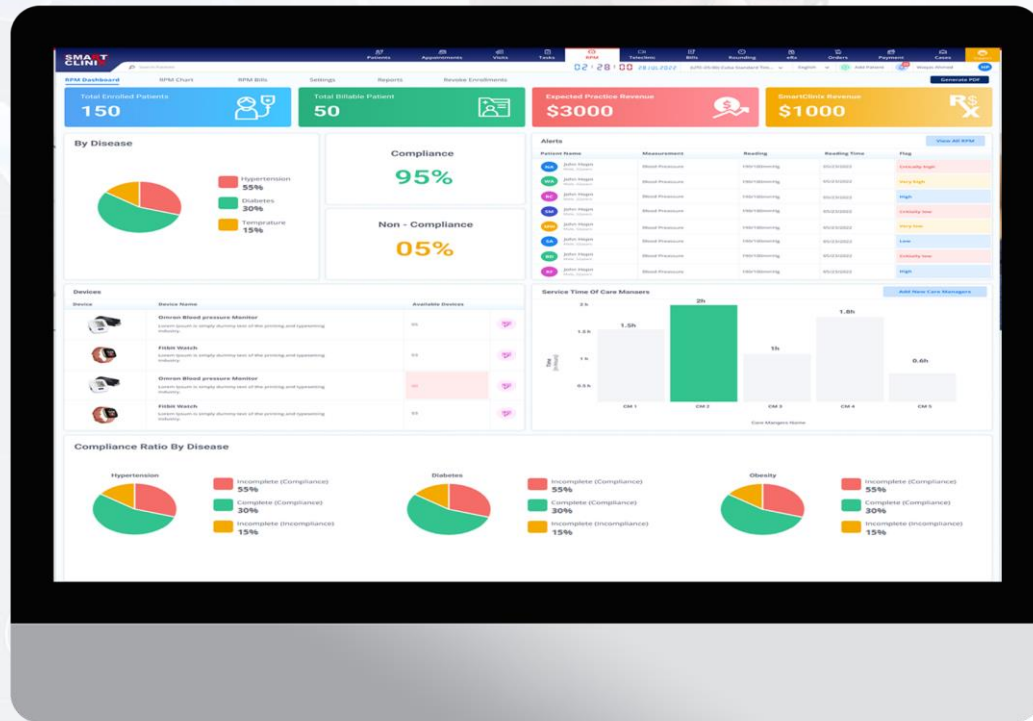 SMART
CLINIX
Search Patients
Patients
Appointments
Visits
Tasks
RPM
Teleclinic
Bills
Rounding
eRx
Orders
Payment
Cases
02 : 28 : 00 28 JUL 2022
English
Add Patient
Waqas Ahmed
RPM Dashboard
RPM Chart
RPM Bills
Settings
Reports
Revoke Enrollments
Generate PDF
Total Enrolled Patients
150
Total Billable Patient
50
Expected Practice Revenue
$3000
SmartClinix Revenue
$1000
By Disease
Hypertension
55%
Diabetes
30%
Temprature
15%
Compliance
95%
Non - Compliance
05%
Alerts
View All RPM
Patient Name Measurement Reading Reading Time Flag
Critically high
Very high
High
Critically low
Very low
Low
Critically low
High
Devices
Device Device Name Available Devices
Omron Blood pressure Monitor
Lorem Ipsum is simply dummy text of the printing and typesetting
industry.
Fitbit Watch
Lorem Ipsum is simply dummy text of the printing and typesetting
industry.
Omron Blood pressure Monitor
Lorem Ipsum is simply dummy text of the printing and typesetting
industry.
Fitbit Watch
Lorem Ipsum is simply dummy text of the printing and typesetting
industry.
Service Time Of Care Mansers
Add New Care Managers
2 h
1.5 h
1 h
0.5 h
Time
1.5h
2h
1h
1.8h
0.6h
CM 1
CM 2
CM 3
CM 4
CM 5
Care Mangers Name
Compliance Ratio By Disease
Hypertension
Incomplete (Compliance)
55%
Complete (Compliance)
30%
Incomplete (Incompliance)
15%
Diabetes
Incomplete (Compliance)
55%
Complete (Compliance)
30%
Incomplete (Incompliance)
15%
Obesity
Incomplete (Compliance)
55%
Complete (Compliance)
30%
Incomplete (Incompliance)
15%